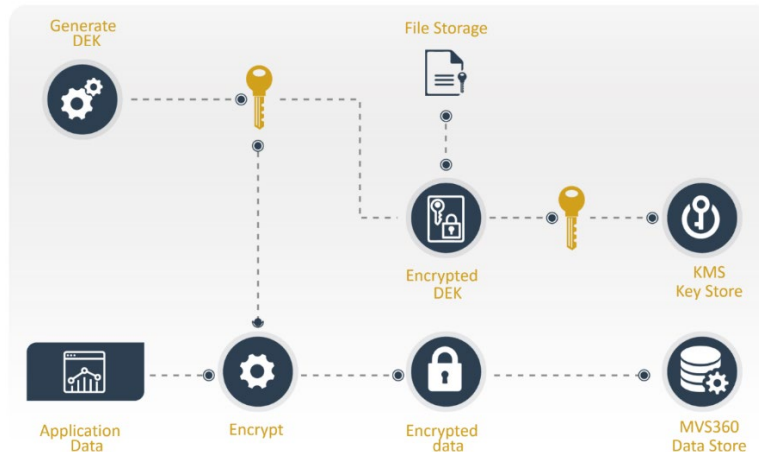 Generate
DEK
File Storage
Encrypted
DEK
KMS
Key Store
Application
Data
Encrypt
Encrypted
data
MVS360
Data Store